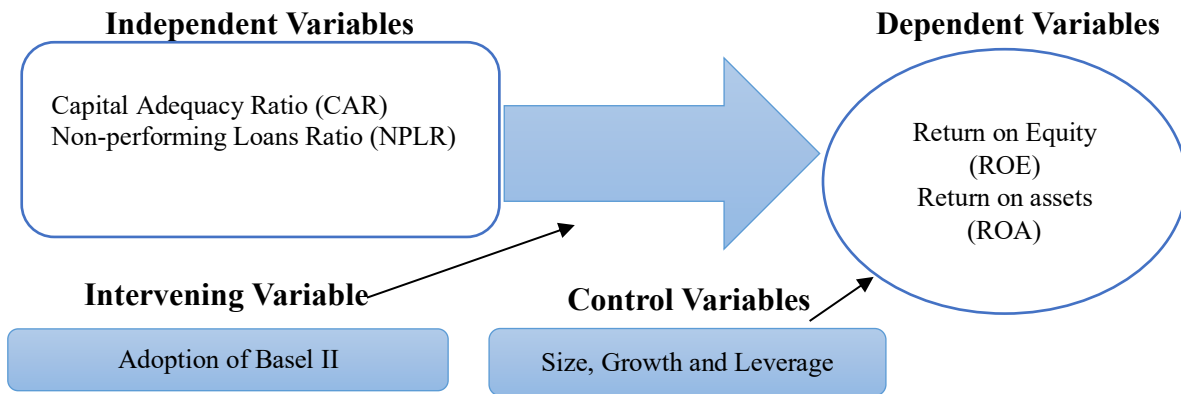 Independent Variables
Capital Adequacy Ratio (CAR)
Non-performing Loans Ratio (NPLR)
Dependent Variables
Return on Equity
(ROE)
Return on assets
(ROA)
Intervening Variable
Adoption of Basel II
Control Variables
Size, Growth and Leverage